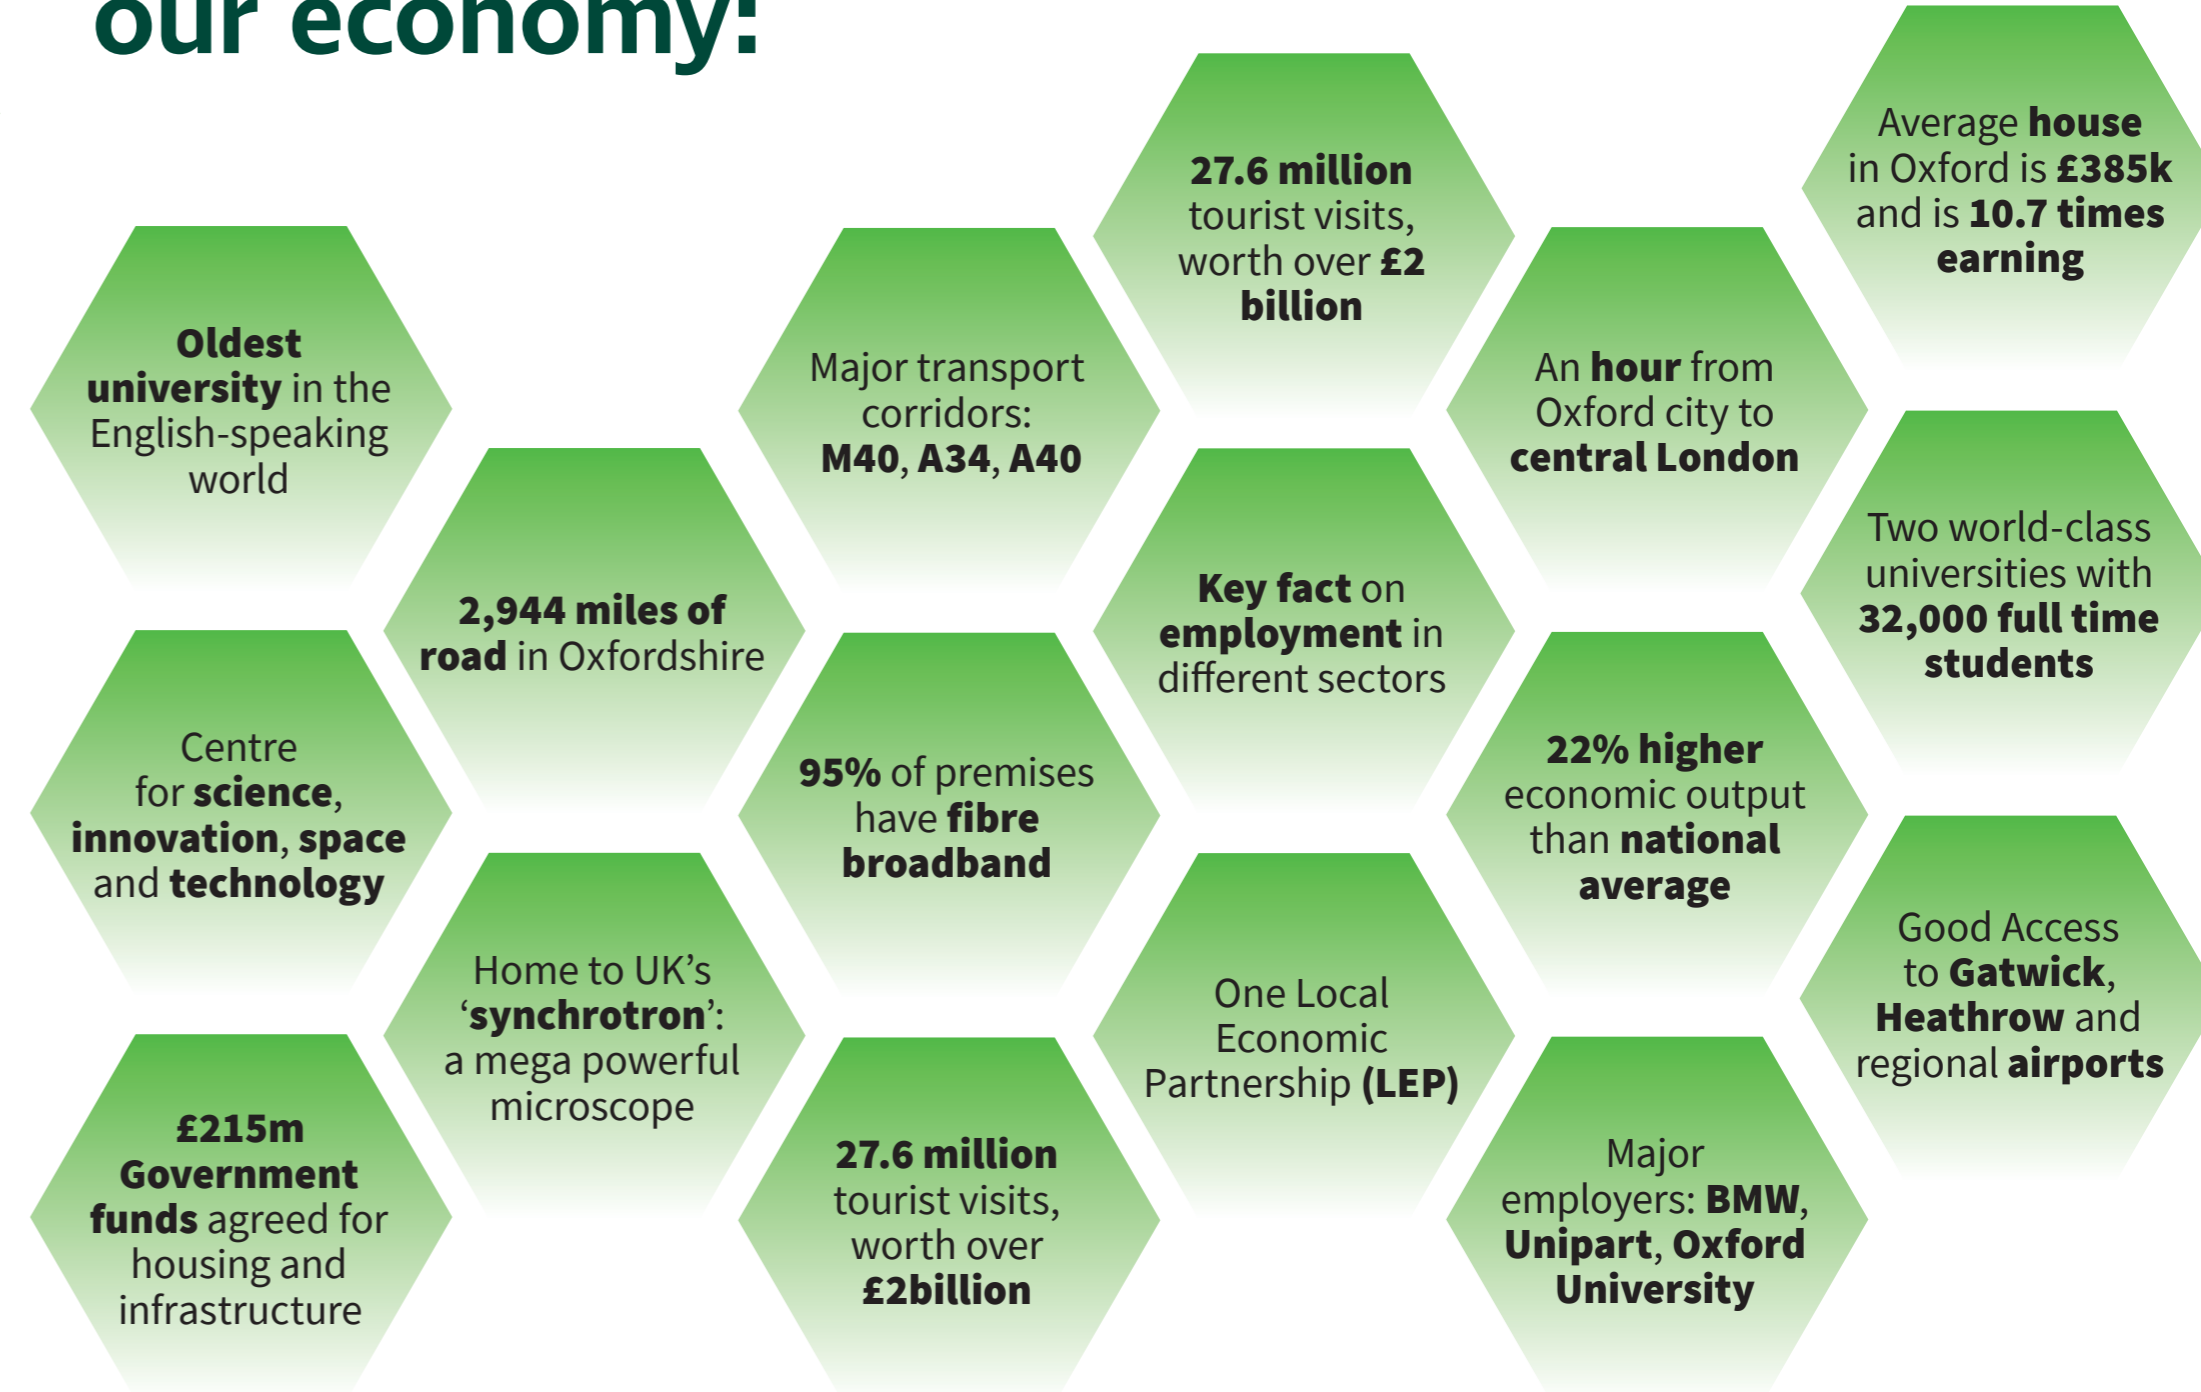 our economy:
Oldest
university in the
English-speaking
world
Centre
for science,
innovation, space
and technology
£215m
Government
funds agreed for
housing and
infrastructure
2,944 miles of
road in Oxfordshire
Home to UK’s
‘synchrotron’:
a mega powerful
microscope
Major transport
corridors:
M40, A34, A40
95% of premises
have fibre
broadband
27.6 million
tourist visits,
worth over
£2billion
27.6 million
tourist visits,
worth over £2
billion
Key fact on
employment in
different sectors
One Local
Economic
Partnership (LEP)
An hour from
Oxford city to
central London
22% higher
economic output
than national
average
Major
employers: BMW,
Unipart, Oxford
University
Average house
in Oxford is £385k
and is 10.7 times
earning
Two world-class
universities with
32,000 full time
students
Good Access
to Gatwick,
Heathrow and
regional airports